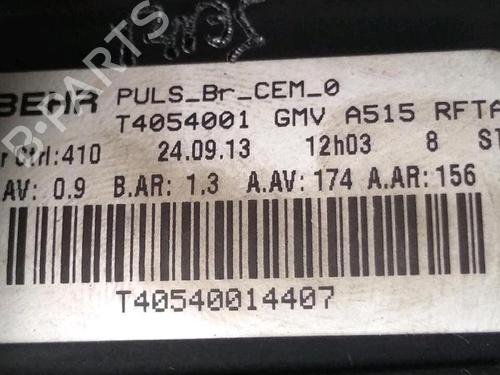 BEHR PULS_Br_CEM_0
T4054001 GMV A515 RFTA
r Ctrl:410 24.09.13 12h03 8 S
AV: 0.9 B.AR: 1.3 A.AV: 174 A.AR: 156
T40540014407